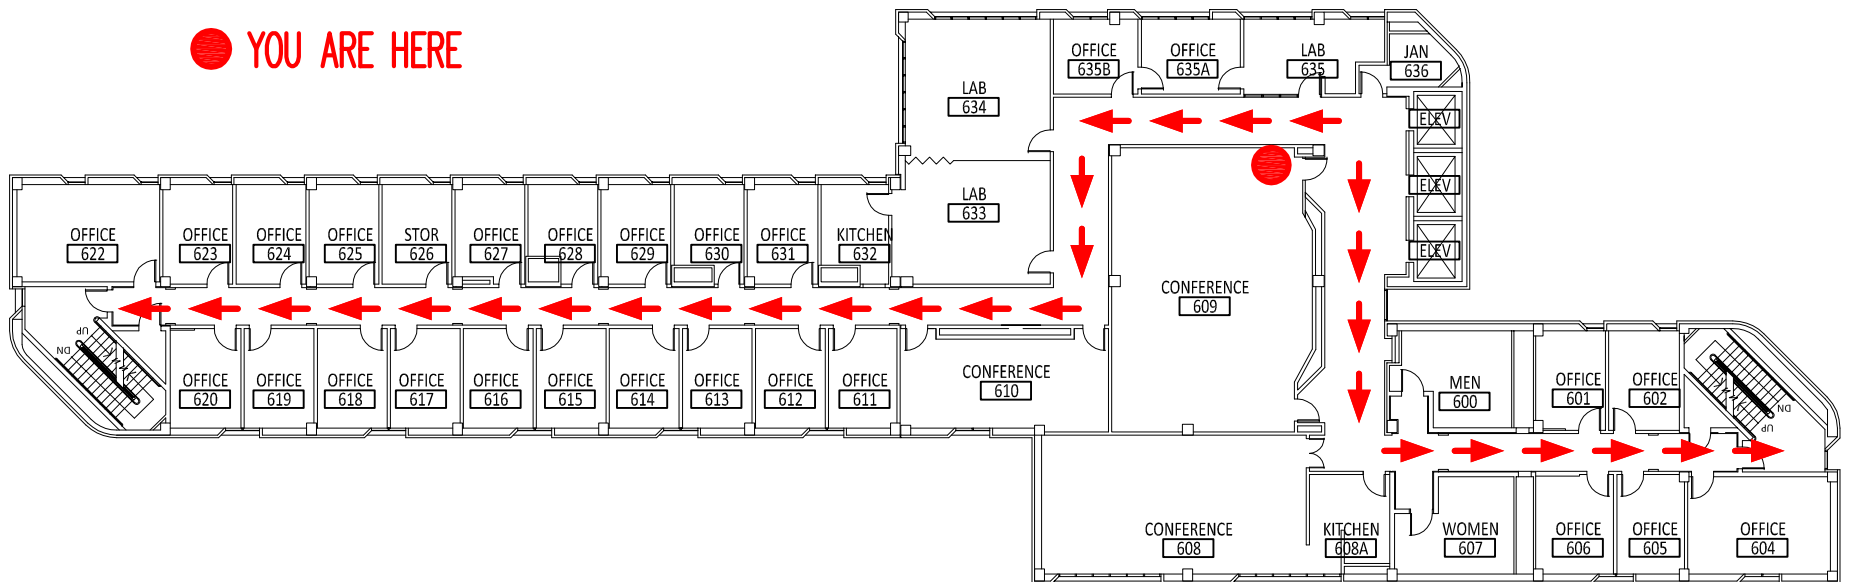 YOU ARE HERE
OFFICE
635B
OFFICE
635A
LAB
635
JAN
636
LAB
634
ELEV
ELEV
ELEV
LAB
633
OFFICE
622
OFFICE
623
OFFICE
624
OFFICE
625
STOR
626
OFFICE
627
OFFICE
628
OFFICE
629
OFFICE
630
OFFICE
631
KITCHEN
632
CONFERENCE
609
UP
DN
OFFICE
620
OFFICE
619
OFFICE
618
OFFICE
617
OFFICE
616
OFFICE
615
OFFICE
614
OFFICE
613
OFFICE
612
OFFICE
611
CONFERENCE
610
MEN
600
OFFICE
601
OFFICE
602
DN
UP
CONFERENCE
608
KITCHEN
608A
WOMEN
607
OFFICE
606
OFFICE
605
OFFICE
604